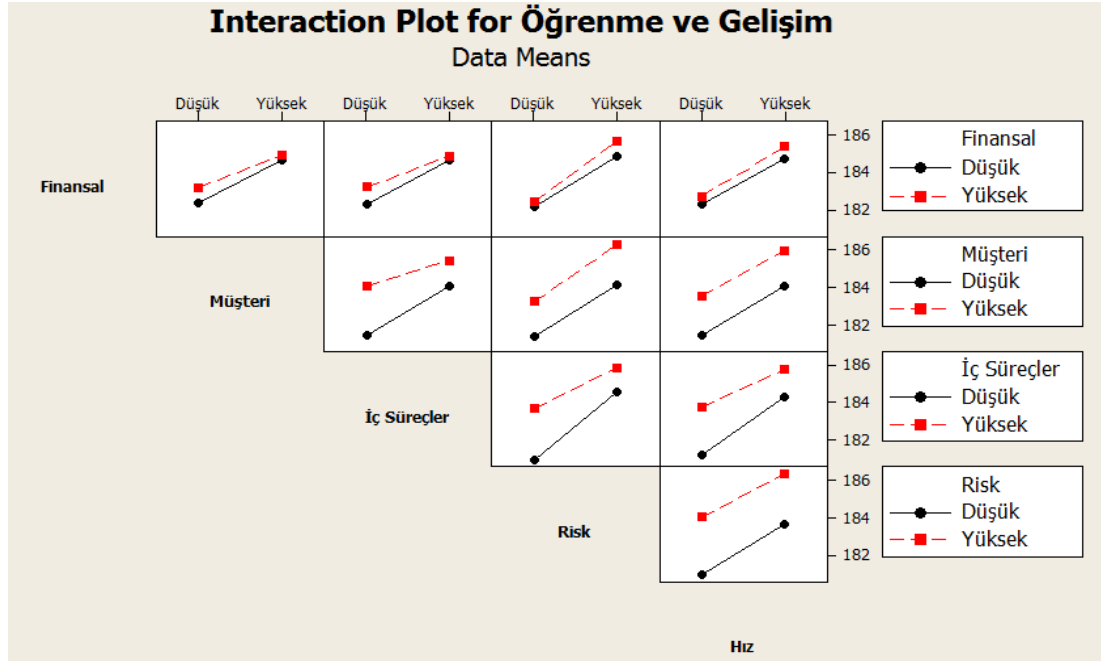 Interaction Plot for Öğrenme ve Gelişim
Data Means
Düşük Yüksek Düşük Yüksek Düşük Yüksek Düşük Yüksek
Finansal
186
184
182
Finansal
Düşük
Yüksek
Müşteri
186
184
182
Müşteri
Düşük
Yüksek
İç Süreçler
186
184
182
İç Süreçler
Düşük
Yüksek
Risk
186
184
182
Risk
Düşük
Yüksek
Hız